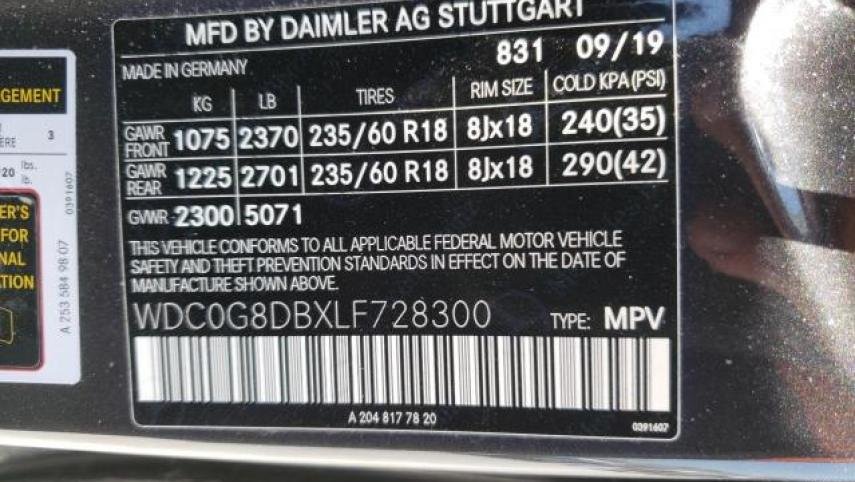 MFD BY DAIMLER AG STUTTGART
MADE IN GERMANY 831 09/19
KG LB TIRES RIM SIZE COLD KPA(PSI)
GAWR FRONT 1075 2370 235/60 R18 8Jx18 240(35)
GAWR REAR 1225 2701 235/60 R18 8Jx18 290(42)
GVWR 2300 5071
THIS VEHICLE CONFORMS TO ALL APPLICABLE FEDERAL MOTOR VEHICLE
SAFETY AND THEFT PREVENTION STANDARDS IN EFFECT ON THE DATE OF
MANUFACTURE SHOWN ABOVE.
WDC0G8DBXLF728300 TYPE: MPV
A 204 817 78 20
0391607
GEMENT
ERE 3
20 lbs.
lb.
ER'S
FOR
NAL
TION
0391607
A 253 584 98 07